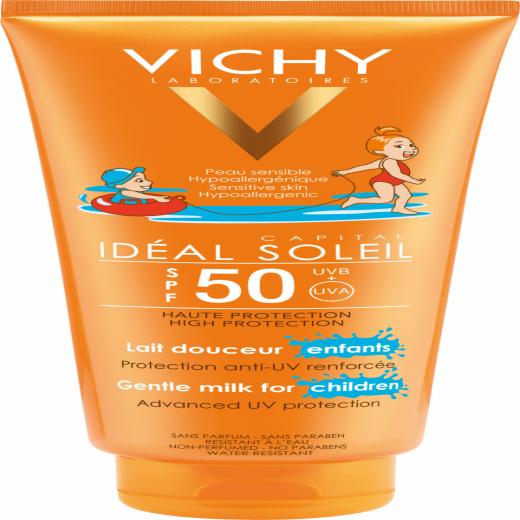 VICHY
LABORATOIRES
Peau sensible
Hypoallergénique
Sensitive skin
Hypoallergenic
CAPITAL
IDÉAL SOLEIL
SPF 50 UVB + UVA
HAUTE PROTECTION
HIGH PROTECTION
Lait douceur enfants
Protection anti-UV renforcée
Gentle milk for children
Advanced UV protection
SANS PARFUM - SANS PARABEN
RÉSISTANT À L'EAU
NON-PERFUMED - NO PARABENS
WATER RESISTANT